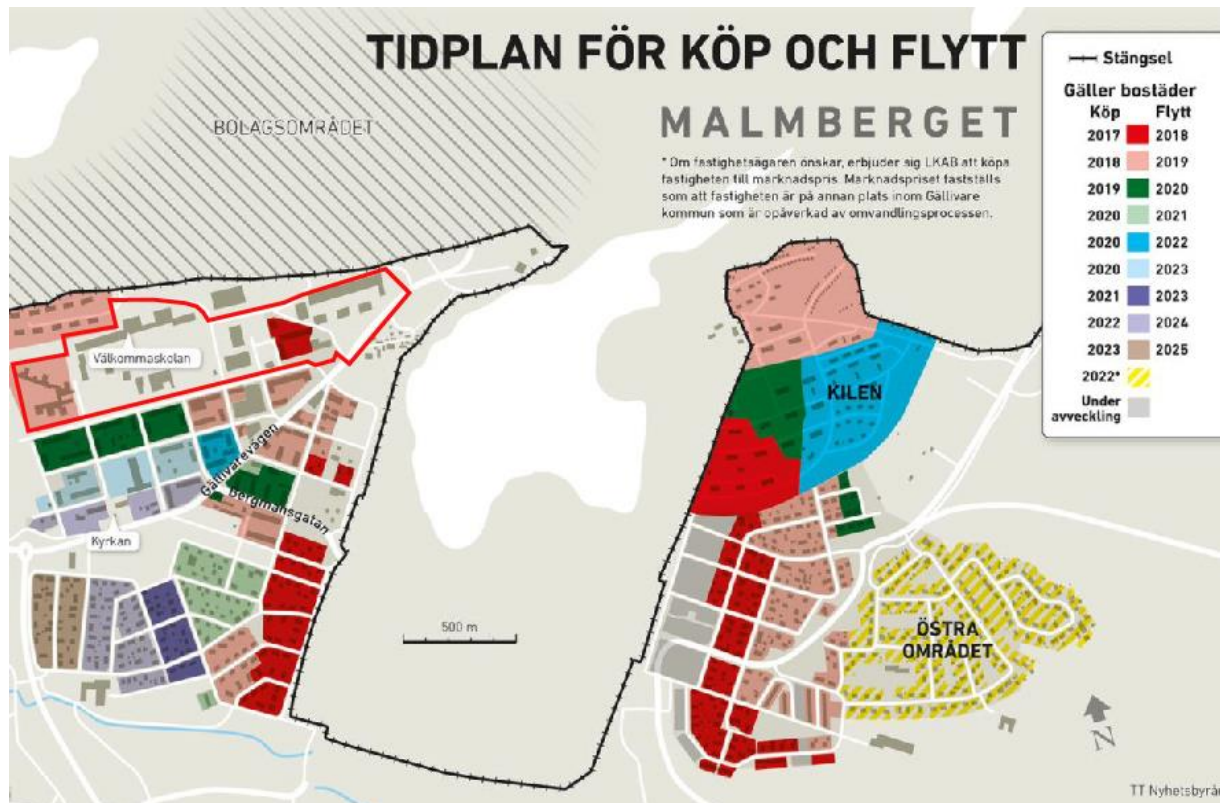 TIDPLAN FÖR KÖP OCH FLYTT
MALMBERGET
* Om fastighetsägaren önskar, erbjuder sig LKAB att köpa
fastigheten till marknadspris. Marknadspriset fastställs
som att fastigheten är på annan plats inom Gällivare
kommun som är opåverkad av omvandlingsprocessen.
Stängsel
Gäller bostäder
Köp Flytt
2017 2018
2018 2019
2019 2020
2020 2021
2020 2022
2020 2023
2021 2023
2022 2024
2023 2025
2022*
Under
avveckling
BOLAGSOMRÅDET
Välkommaskolan
KILEN
Gällivarevägen
Bergmansgatan
Kyrkan
500 m
ÖSTRA
OMRÅDET
N
TT Nyhetsbyrån